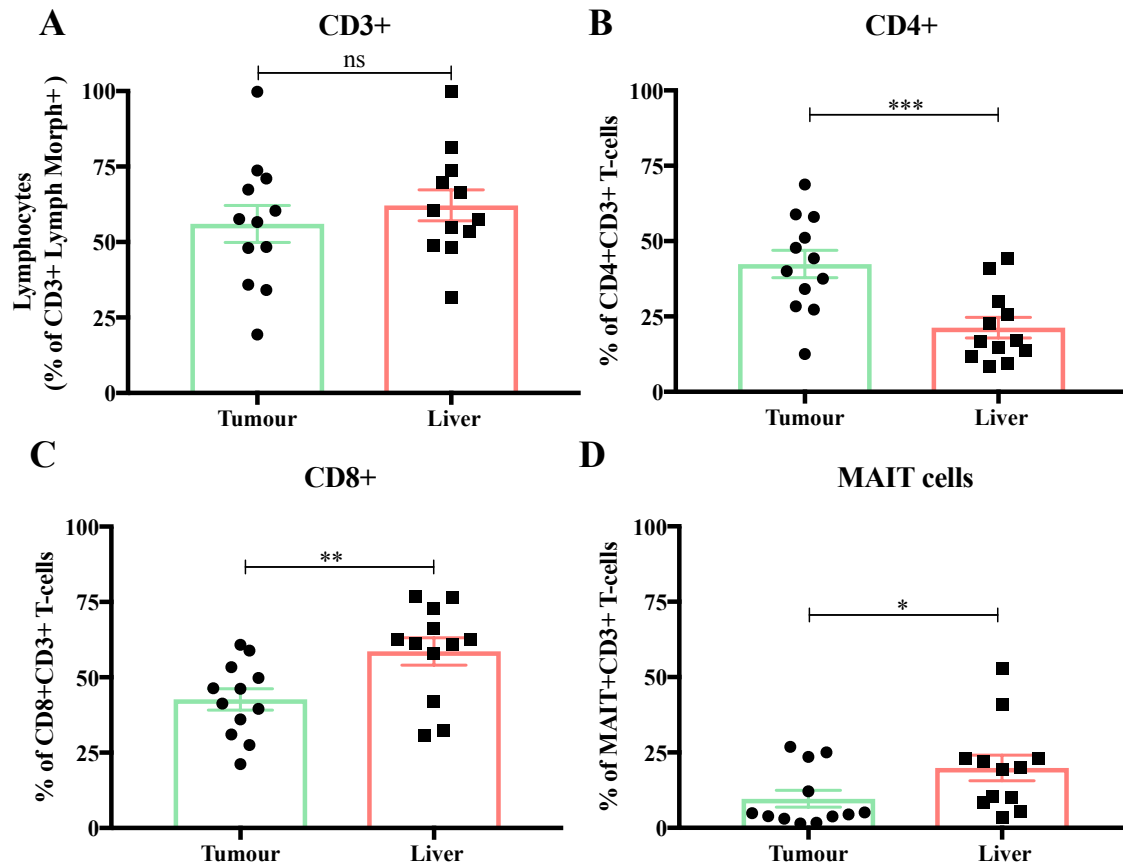 A
CD3+
ns
Lymphocytes
(% of CD3+ Lymph Morph+ )
100
75
50
25
0
Tumour
Liver
B
CD4+
***
% of CD4+CD3+ T-cells
100
75
50
25
0
Tumour
Liver
C
CD8+
**
% of CD8+CD3+ T-cells
100
75
50
25
0
Tumour
Liver
D
MAIT cells
*
% of MAIT+CD3+ T-cells
100
75
50
25
0
Tumour
Liver